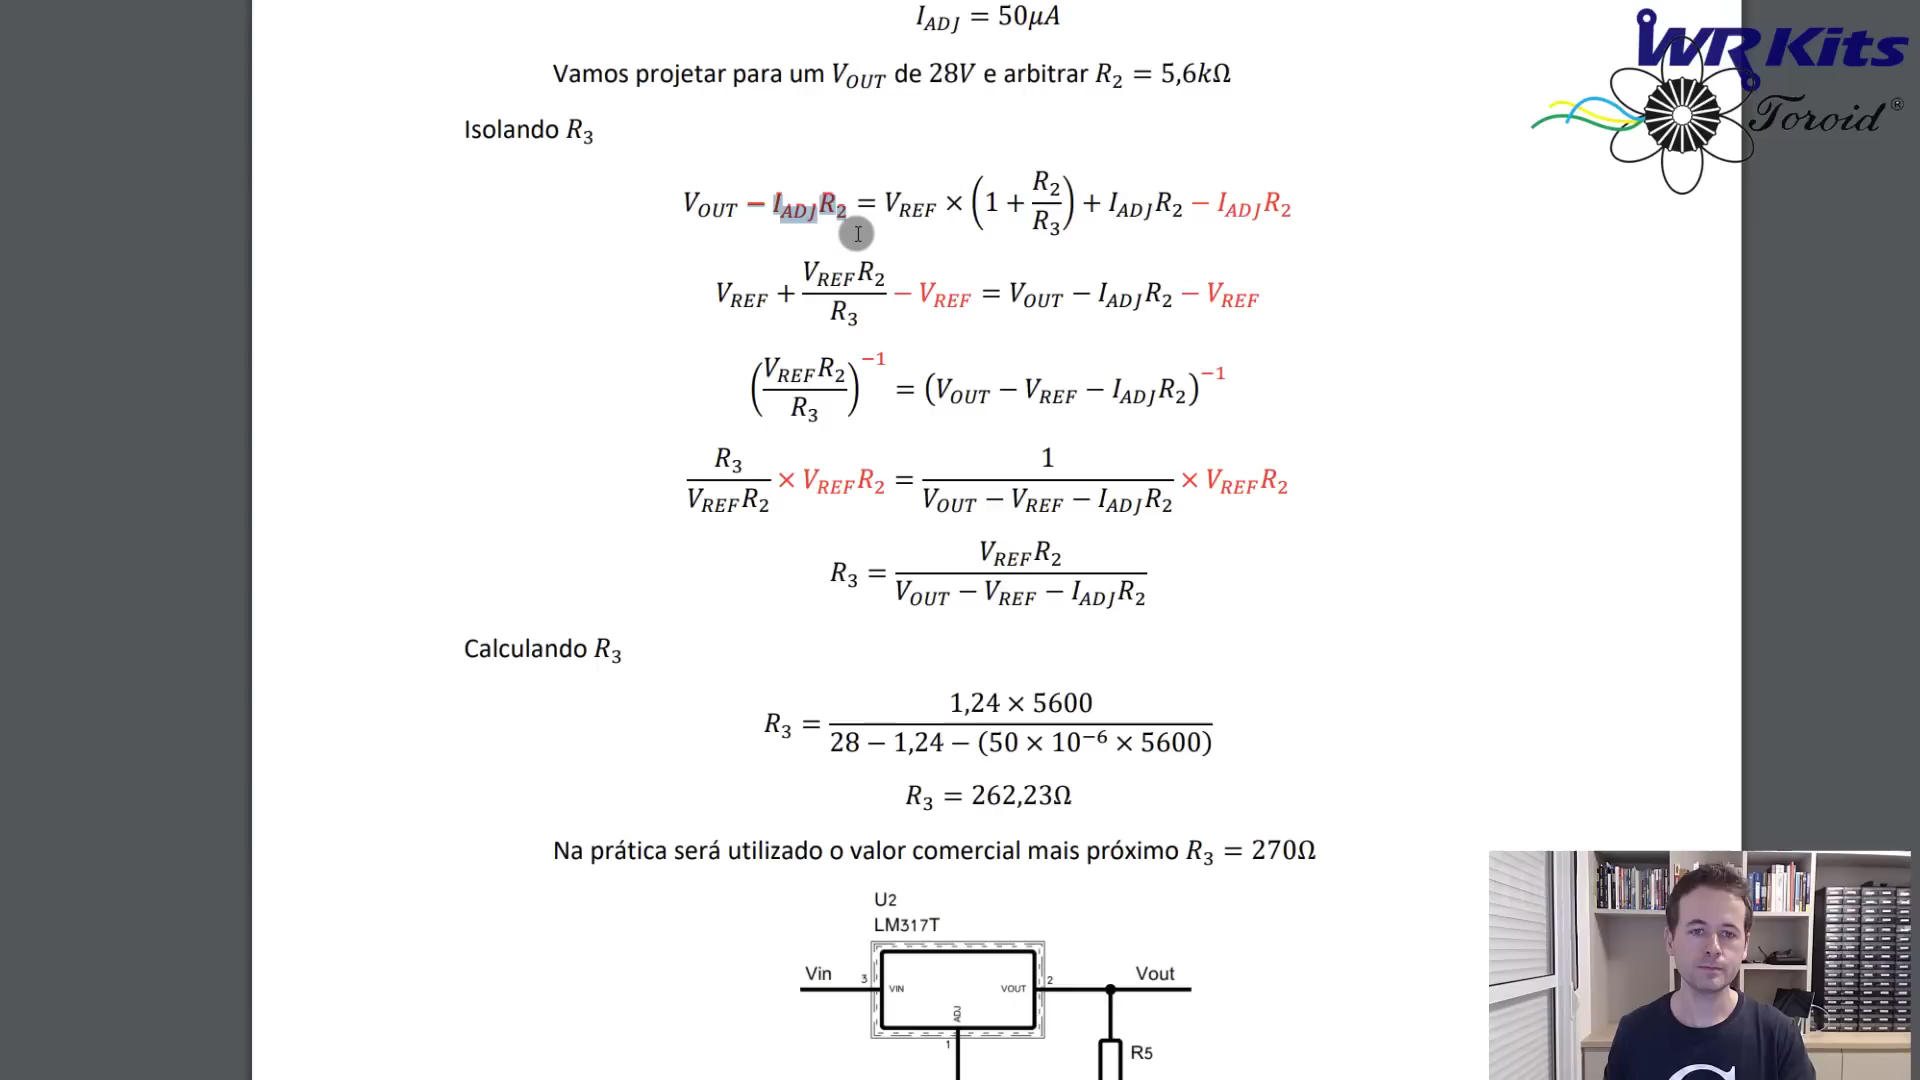 I_ADJ = 50μA
WR Kits
Vamos projetar para um V_OUT de 28V e arbitrar R_2 = 5,6kΩ
Toroid®
Isolando R_3
V_OUT − I_ADJ R_2 = V_REF × (1 + R_2/R_3) + I_ADJ R_2 − I_ADJ R_2
V_REF + V_REF R_2/R_3 − V_REF = V_OUT − I_ADJ R_2 − V_REF
(V_REF R_2/R_3)^−1 = (V_OUT − V_REF − I_ADJ R_2)^−1
R_3/(V_REF R_2) × V_REF R_2 = 1/(V_OUT − V_REF − I_ADJ R_2) × V_REF R_2
R_3 = V_REF R_2/(V_OUT − V_REF − I_ADJ R_2)
Calculando R_3
R_3 = 1,24 × 5600/(28 − 1,24 − (50 × 10^−6 × 5600))
R_3 = 262,23Ω
Na prática será utilizado o valor comercial mais próximo R_3 = 270Ω
U2
LM317T
Vin 3 VIN VOUT 2 Vout
ADJ
1
R5